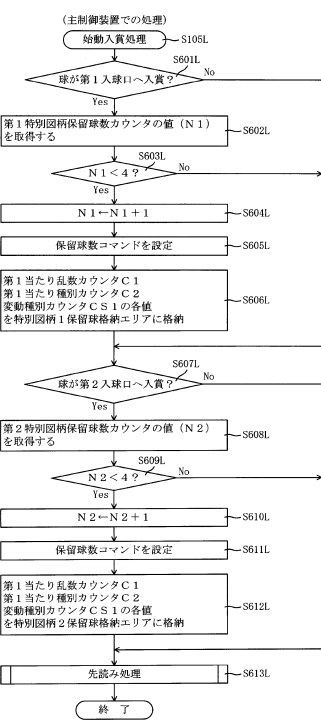 （主制御装置での処理）
始動入賞処理
S105L
球が第１入球口へ入賞？
S601L
No
Yes
第１特別図柄保留球数カウンタの値（Ｎ１）
を取得する
S602L
Ｎ１＜４？
S603L
No
Yes
Ｎ１←Ｎ１＋１
S604L
保留球数コマンドを設定
S605L
第１当たり乱数カウンタＣ１
第１当たり種別カウンタＣ２
変動種別カウンタＣＳ１の各値
を特別図柄１保留球格納エリアに格納
S606L
球が第２入球口へ入賞？
S607L
No
Yes
第２特別図柄保留球数カウンタの値（Ｎ２）
を取得する
S608L
Ｎ２＜４？
S609L
No
Yes
Ｎ２←Ｎ２＋１
S610L
保留球数コマンドを設定
S611L
第１当たり乱数カウンタＣ１
第１当たり種別カウンタＣ２
変動種別カウンタＣＳ１の各値
を特別図柄２保留球格納エリアに格納
S612L
先読み処理
S613L
終　了